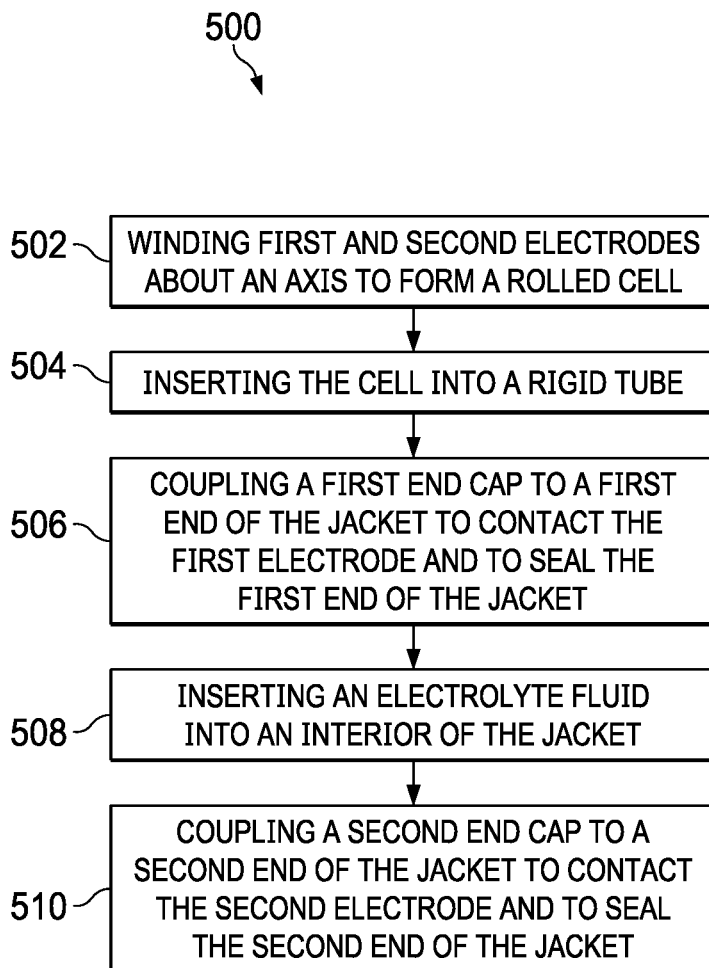 500
502
WINDING FIRST AND SECOND ELECTRODES
ABOUT AN AXIS TO FORM A ROLLED CELL
504
INSERTING THE CELL INTO A RIGID TUBE
506
COUPLING A FIRST END CAP TO A FIRST
END OF THE JACKET TO CONTACT THE
FIRST ELECTRODE AND TO SEAL THE
FIRST END OF THE JACKET
508
INSERTING AN ELECTROLYTE FLUID
INTO AN INTERIOR OF THE JACKET
510
COUPLING A SECOND END CAP TO A
SECOND END OF THE JACKET TO CONTACT
THE SECOND ELECTRODE AND TO SEAL
THE SECOND END OF THE JACKET